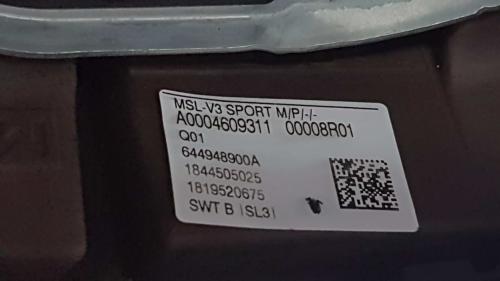 MSL-V3 SPORT M/P/-/-
A0004609311 00008R01
Q01
644948900A
1844505025
1819520675
SWT B |SL3|